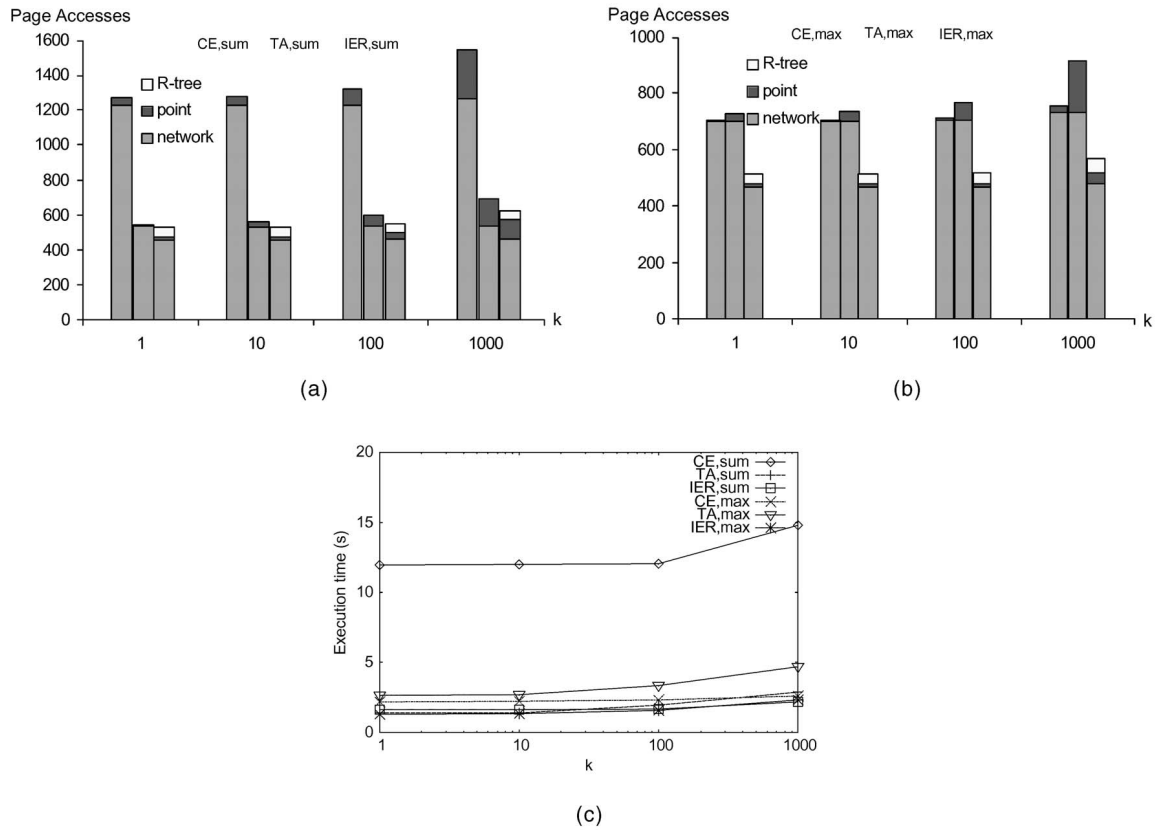 Page Accesses
1600
1400
1200
1000
800
600
400
200
0
CE,sum TA,sum IER,sum
R-tree
point
network
1 10 100 1000
k
(a)
Page Accesses
1000
800
600
400
200
0
CE,max TA,max IER,max
R-tree
point
network
1 10 100 1000
k
(b)
20
15
10
5
0
Execution time (s)
CE,sum
TA,sum
IER,sum
CE,max
TA,max
IER,max
1 10 100 1000
k
(c)